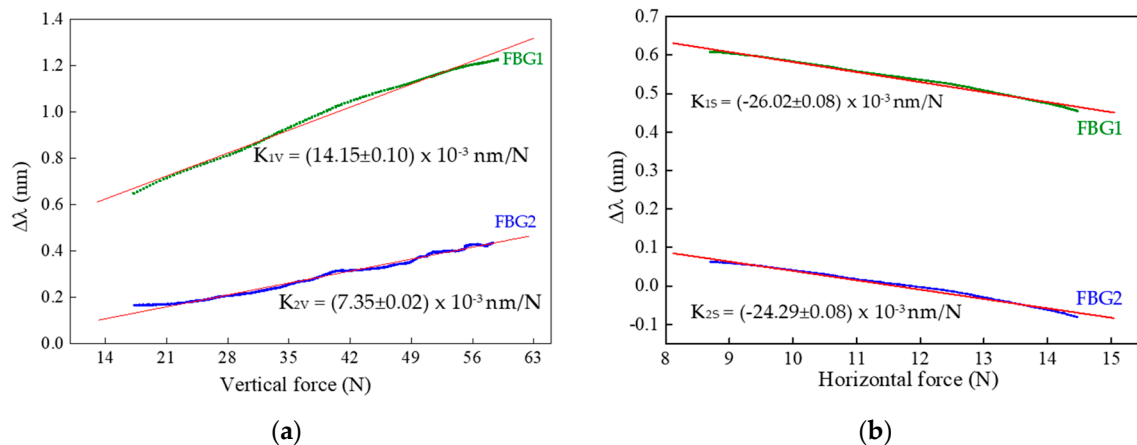 1.4
1.2
1.0
0.8
0.6
0.4
0.2
0.0
Δλ (nm)
FBG1
K1V = (14.15±0.10) x 10-3 nm/N
FBG2
K2V = (7.35±0.02) x 10-3 nm/N
14 21 28 35 42 49 56 63
Vertical force (N)
(a)
0.7
0.6
0.5
0.4
0.3
0.2
0.1
0.0
-0.1
Δλ (nm)
K1S = (-26.02±0.08) x 10-3 nm/N
FBG1
FBG2
K2S = (-24.29±0.08) x 10-3 nm/N
8 9 10 11 12 13 14 15
Horizontal force (N)
(b)